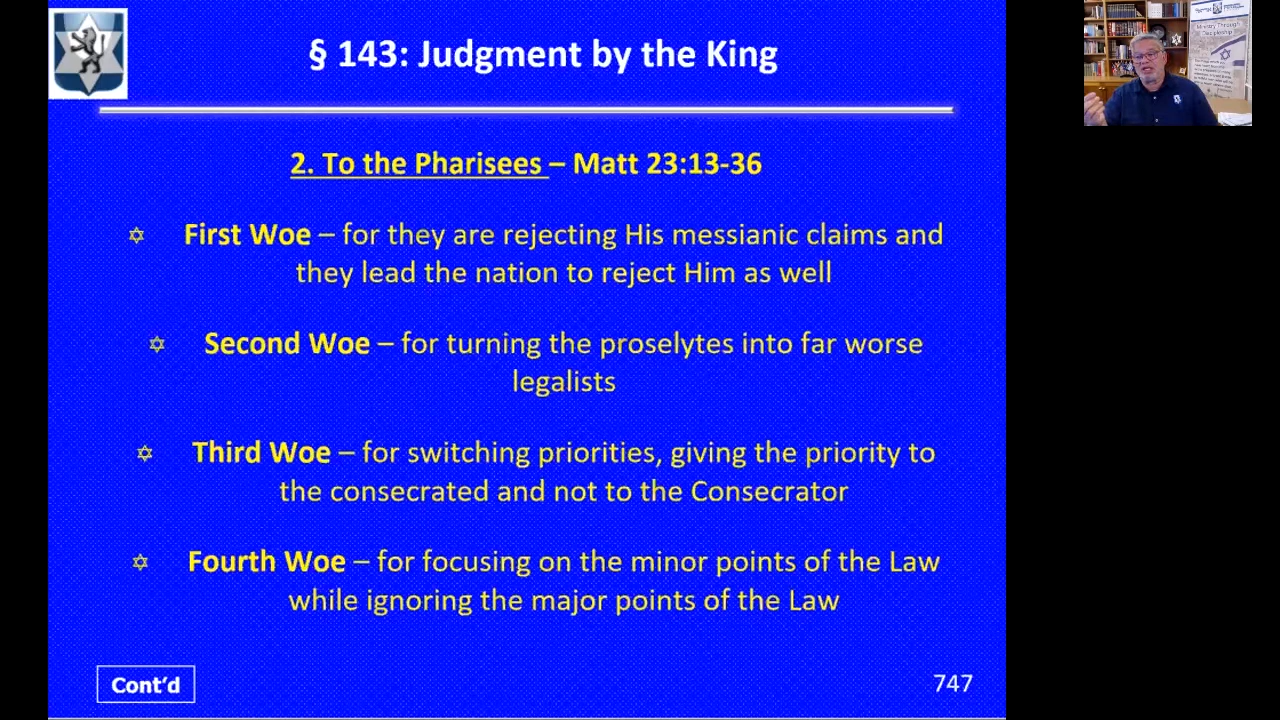 § 143: Judgment by the King
2. To the Pharisees – Matt 23:13-36
First Woe – for they are rejecting His messianic claims and
they lead the nation to reject Him as well
Second Woe – for turning the proselytes into far worse
legalists
Third Woe – for switching priorities, giving the priority to
the consecrated and not to the Consecrator
Fourth Woe – for focusing on the minor points of the Law
while ignoring the major points of the Law
Cont’d
747
Ministry Through
Discipleship